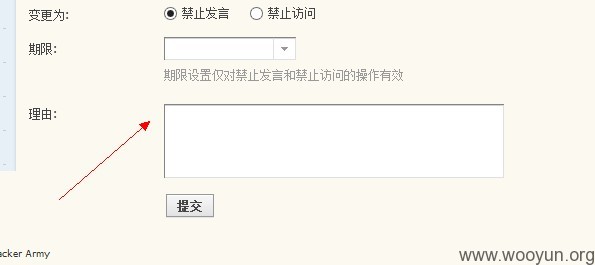 变更为: 禁止发言 禁止访问
期限:
期限设置仅对禁止发言和禁止访问的操作有效
理由:
提交
acker Army
www.wooyun.org